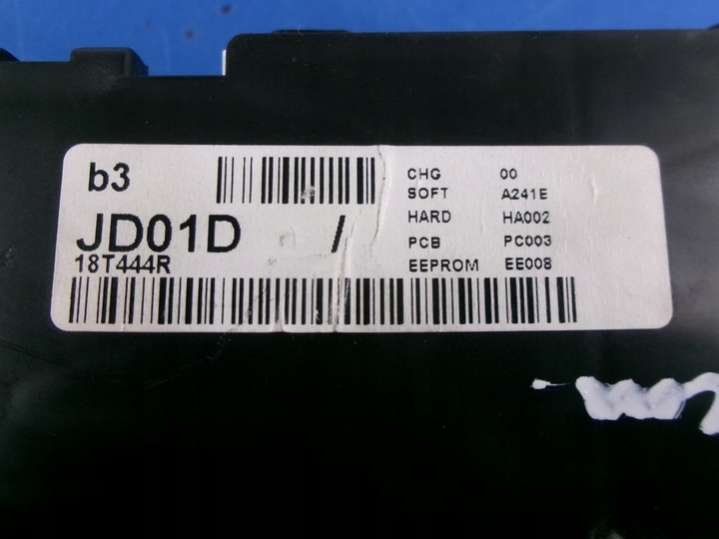 b3
JD01D /
18T444R
CHG 00
SOFT A241E
HARD HA002
PCB PC003
EEPROM EE008